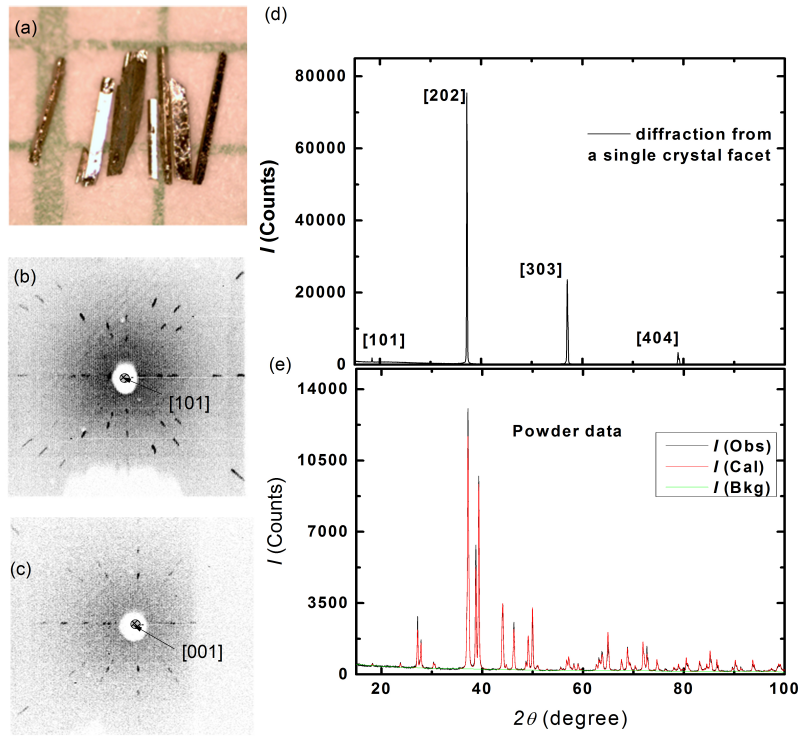 (a)
(b)
[101]
(c)
[001]
(d)
I (Counts)
80000
60000
40000
20000
0
[202]
[303]
[101]
[404]
diffraction from
a single crystal facet
(e)
I (Counts)
14000
10500
7000
3500
0
Powder data
I (Obs)
I (Cal)
I (Bkg)
20 40 60 80 100
2θ (degree)